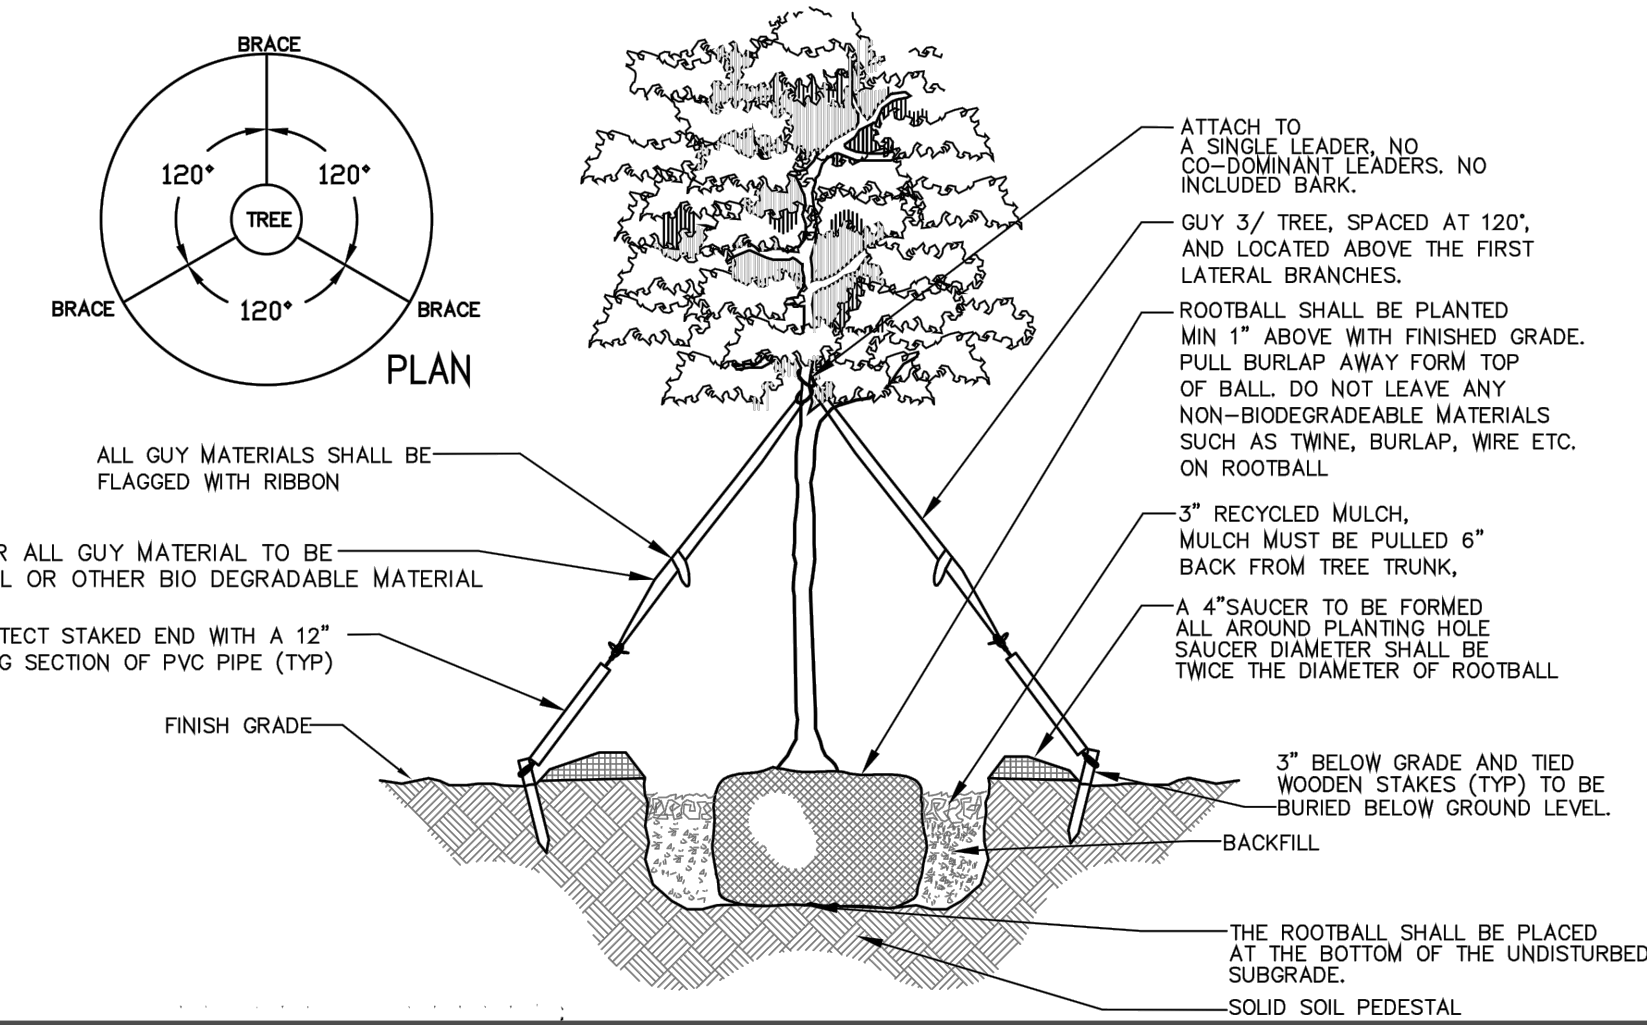 BRACE
120°
120°
TREE
BRACE
120°
BRACE
PLAN
ALL GUY MATERIALS SHALL BE
FLAGGED WITH RIBBON
R ALL GUY MATERIAL TO BE
L OR OTHER BIO DEGRADABLE MATERIAL
TECT STAKED END WITH A 12"
G SECTION OF PVC PIPE (TYP)
FINISH GRADE
ATTACH TO
A SINGLE LEADER, NO
CO-DOMINANT LEADERS. NO
INCLUDED BARK.
GUY 3/ TREE, SPACED AT 120°,
AND LOCATED ABOVE THE FIRST
LATERAL BRANCHES.
ROOTBALL SHALL BE PLANTED
MIN 1" ABOVE WITH FINISHED GRADE.
PULL BURLAP AWAY FORM TOP
OF BALL. DO NOT LEAVE ANY
NON-BIODEGRADEABLE MATERIALS
SUCH AS TWINE, BURLAP, WIRE ETC.
ON ROOTBALL
3" RECYCLED MULCH,
MULCH MUST BE PULLED 6"
BACK FROM TREE TRUNK,
A 4"SAUCER TO BE FORMED
ALL AROUND PLANTING HOLE
SAUCER DIAMETER SHALL BE
TWICE THE DIAMETER OF ROOTBALL
3" BELOW GRADE AND TIED
WOODEN STAKES (TYP) TO BE
BURIED BELOW GROUND LEVEL.
BACKFILL
THE ROOTBALL SHALL BE PLACED
AT THE BOTTOM OF THE UNDISTURBED
SUBGRADE.
SOLID SOIL PEDESTAL